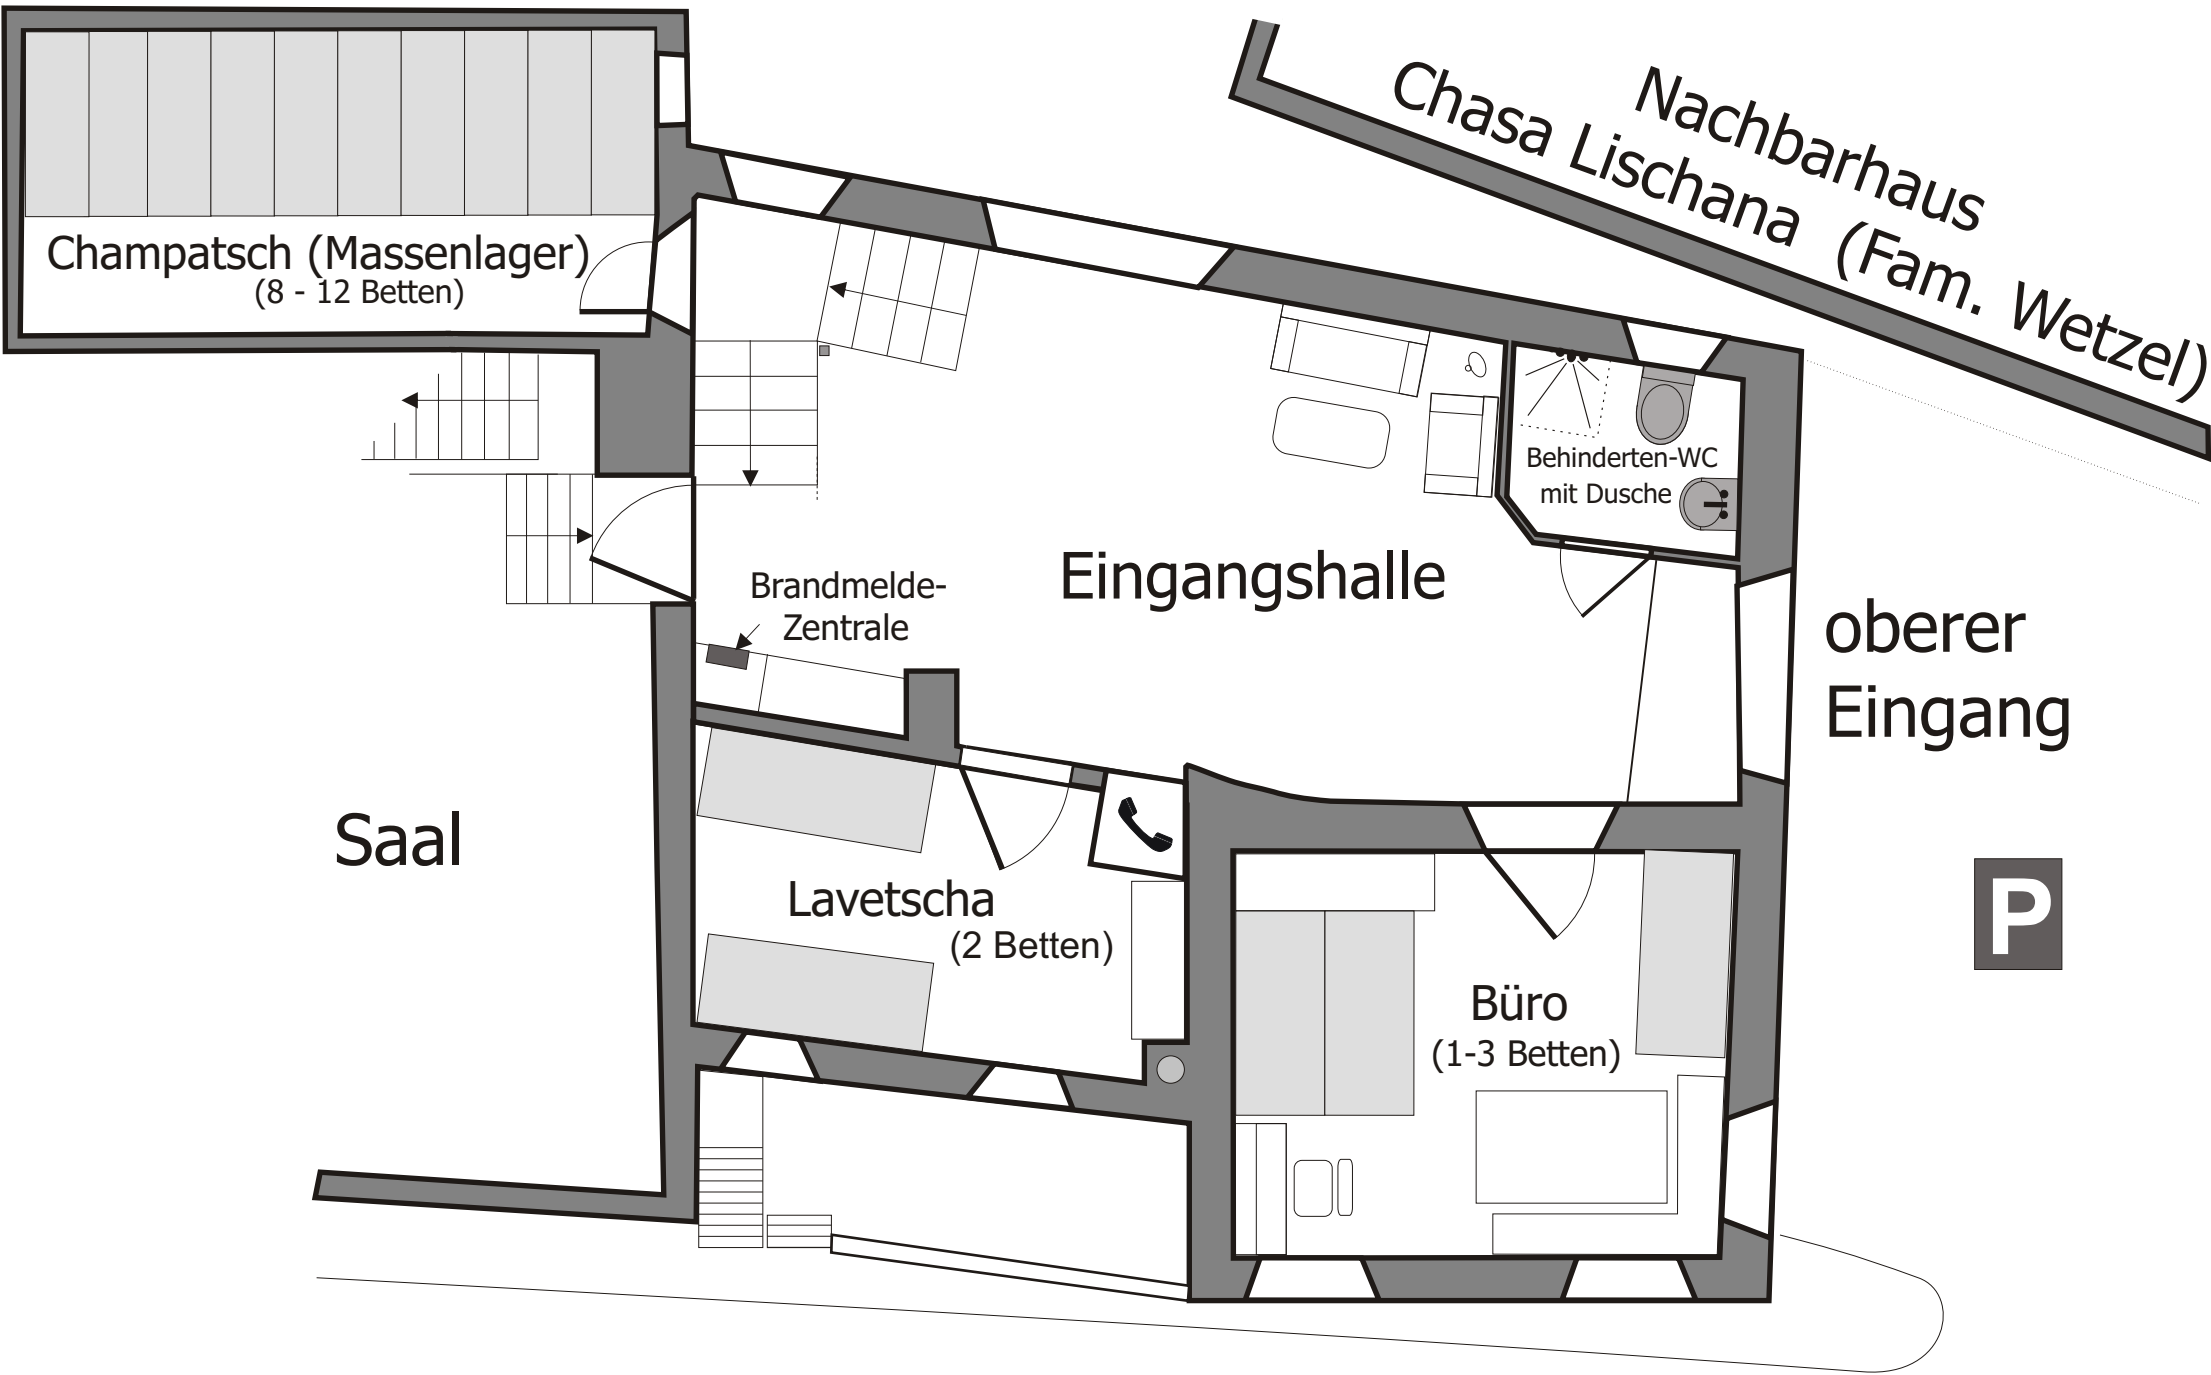 Nachbarhaus
Chasa Lischana (Fam. Wetzel)
Champatsch (Massenlager)
(8 - 12 Betten)
Behinderten-WC
mit Dusche
Eingangshalle
Brandmelde-
Zentrale
oberer
Eingang
Saal
Lavetscha
(2 Betten)
P
Büro
(1-3 Betten)